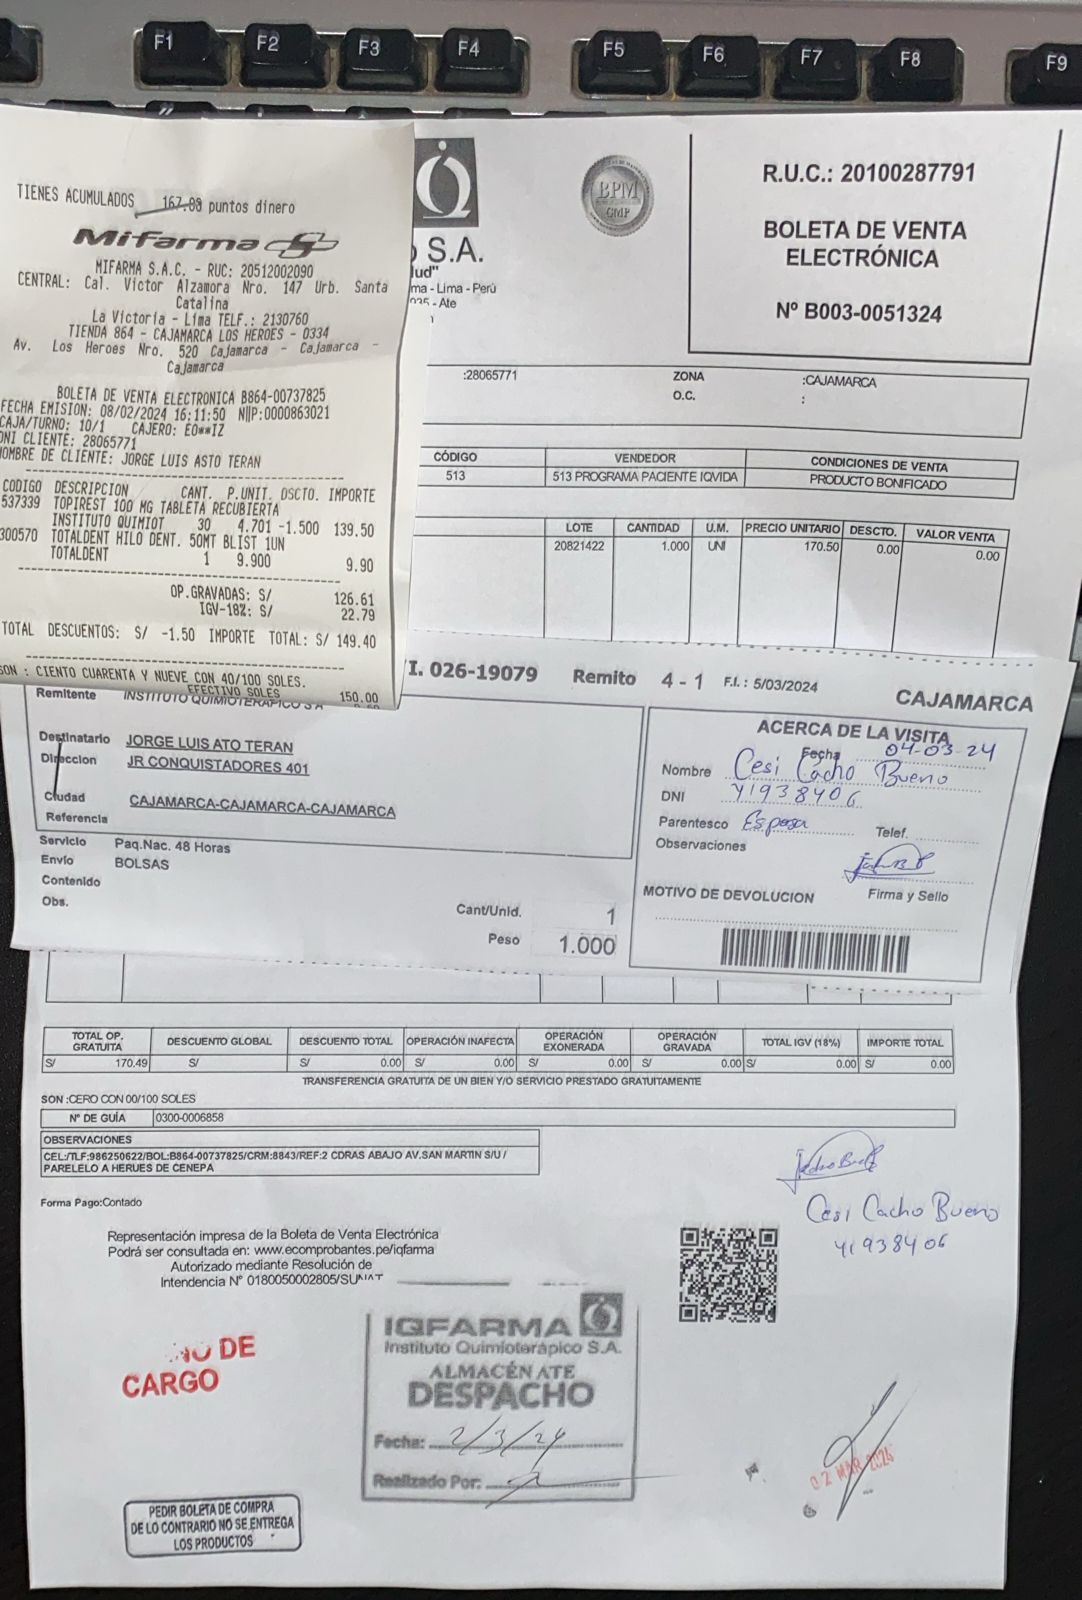 F1 F2 F3 F4 F5 F6 F7 F8 F9
TIENES ACUMULADOS 167.88 puntos dinero
Mifarma
MIFARMA S.A.C. - RUC: 20512002090
CENTRAL: Cal. Victor Alzamora Nro. 147 Urb. Santa
Catalina
La Victoria - Lima TELF.: 2130760
TIENDA 864 - CAJAMARCA LOS HEROES - 0334
Av. Los Heroes Nro. 520 Cajamarca - Cajamarca -
Cajamarca
BOLETA DE VENTA ELECTRONICA B864-00737825
FECHA EMISION: 08/02/2024 16:11:50 N||P:0000863021
CAJA/TURNO: 10/1 CAJERO: EO**IZ
DNI CLIENTE: 28065771
NOMBRE DE CLIENTE: JORGE LUIS ASTO TERAN
CODIGO DESCRIPCION CANT. P.UNIT. DSCTO. IMPORTE
537339 TOPIREST 100 MG TABLETA RECUBIERTA
INSTITUTO QUIMIOT 30 4.701 -1.500 139.50
300570 TOTALDENT HILO DENT. 50MT BLIST 1UN
TOTALDENT 1 9.900 9.90
OP.GRAVADAS: S/ 126.61
IGV-18%: S/ 22.79
TOTAL DESCUENTOS: S/ -1.50 IMPORTE TOTAL: S/ 149.40
SON : CIENTO CUARENTA Y NUEVE CON 40/100 SOLES.
EFECTIVO SOLES 150.00
S.A.
lud"
ma - Lima - Perú
035 - Ate
BPM
GMP
R.U.C.: 20100287791
BOLETA DE VENTA
ELECTRÓNICA
Nº B003-0051324
:28065771 ZONA :CAJAMARCA
O.C. :
CÓDIGO VENDEDOR CONDICIONES DE VENTA
513 513 PROGRAMA PACIENTE IQVIDA PRODUCTO BONIFICADO
LOTE CANTIDAD U.M. PRECIO UNITARIO DESCTO. VALOR VENTA
20821422 1.000 UNI 170.50 0.00 0.00
I. 026-19079 Remito 4 - 1 F.I.: 5/03/2024 CAJAMARCA
Remitente INSTITUTO QUIMIOTERAPICO S A
Destinatario JORGE LUIS ATO TERAN
Direccion JR CONQUISTADORES 401
Ciudad CAJAMARCA-CAJAMARCA-CAJAMARCA
Referencia
Servicio Paq.Nac. 48 Horas
Envío BOLSAS
Contenido
Obs.
Cant/Unid. 1
Peso 1.000
ACERCA DE LA VISITA
Fecha 04-03-24
Nombre Cesi Cacho Bueno
DNI 41938406
Parentesco Esposa Telef.
Observaciones
MOTIVO DE DEVOLUCION Firma y Sello
TOTAL OP. GRATUITA DESCUENTO GLOBAL DESCUENTO TOTAL OPERACIÓN INAFECTA OPERACIÓN EXONERADA OPERACIÓN GRAVADA TOTAL IGV (18%) IMPORTE TOTAL
S/ 170.49 S/ S/ 0.00 S/ 0.00 S/ 0.00 S/ 0.00 S/ 0.00 S/ 0.00
TRANSFERENCIA GRATUITA DE UN BIEN Y/O SERVICIO PRESTADO GRATUITAMENTE
SON :CERO CON 00/100 SOLES
Nº DE GUÍA 0300-0006858
OBSERVACIONES
CEL:/TLF:986250622/BOL:B864-00737825/CRM:8843/REF:2 CDRAS ABAJO AV.SAN MARTIN S/U /
PARELELO A HERUES DE CENEPA
Forma Pago:Contado
Cesi Cacho Bueno
41938406
Representación impresa de la Boleta de Venta Electrónica
Podrá ser consultada en: www.ecomprobantes.pe/iqfarma
Autorizado mediante Resolución de
Intendencia N° 0180050002805/SUNAT
DE
CARGO
IQFARMA
Instituto Quimioterápico S.A.
ALMACÉN ATE
DESPACHO
Fecha: 2/3/24
Realizado Por:
02 MAR 2024
PEDIR BOLETA DE COMPRA
DE LO CONTRARIO NO SE ENTREGA
LOS PRODUCTOS